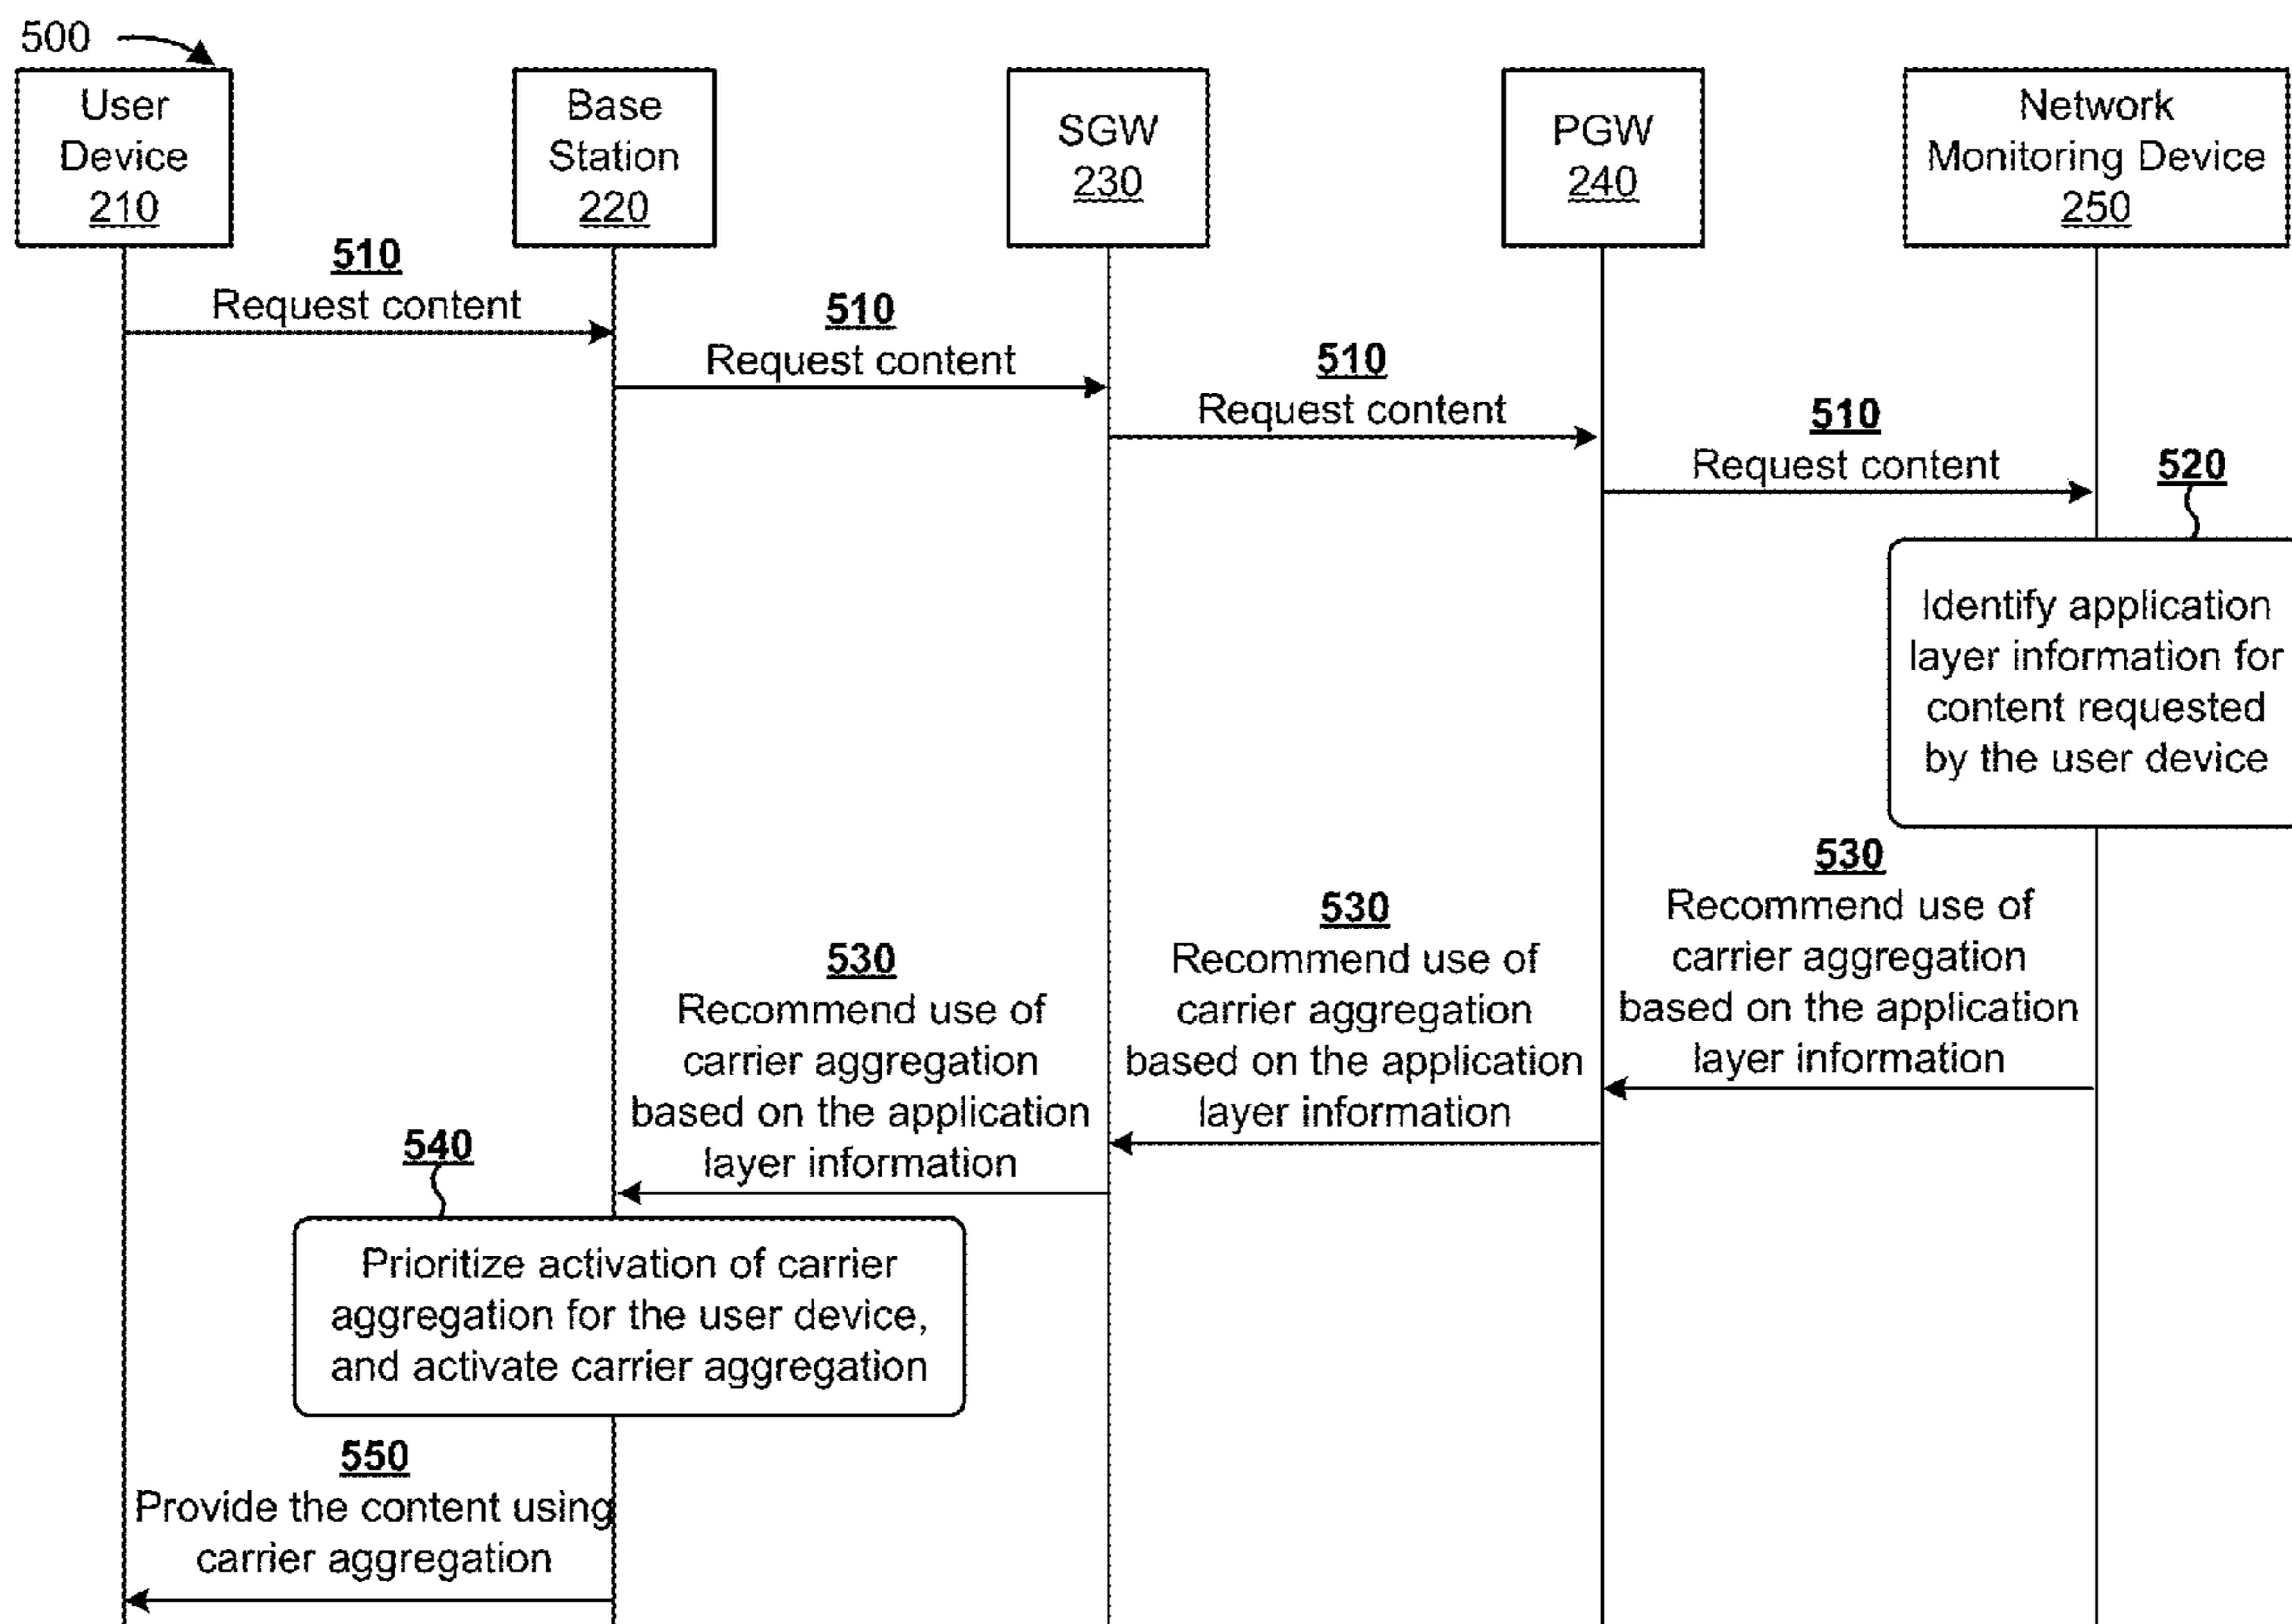 500
User
Device
210
Base
Station
220
SGW
230
PGW
240
Network
Monitoring Device
250
510
Request content
510
Request content
510
Request content
510
Request content
520
Identify application
layer information for
content requested
by the user device
530
Recommend use of
carrier aggregation
based on the application
layer information
530
Recommend use of
carrier aggregation
based on the application
layer information
530
Recommend use of
carrier aggregation
based on the application
layer information
540
Prioritize activation of carrier
aggregation for the user device,
and activate carrier aggregation
550
Provide the content using
carrier aggregation